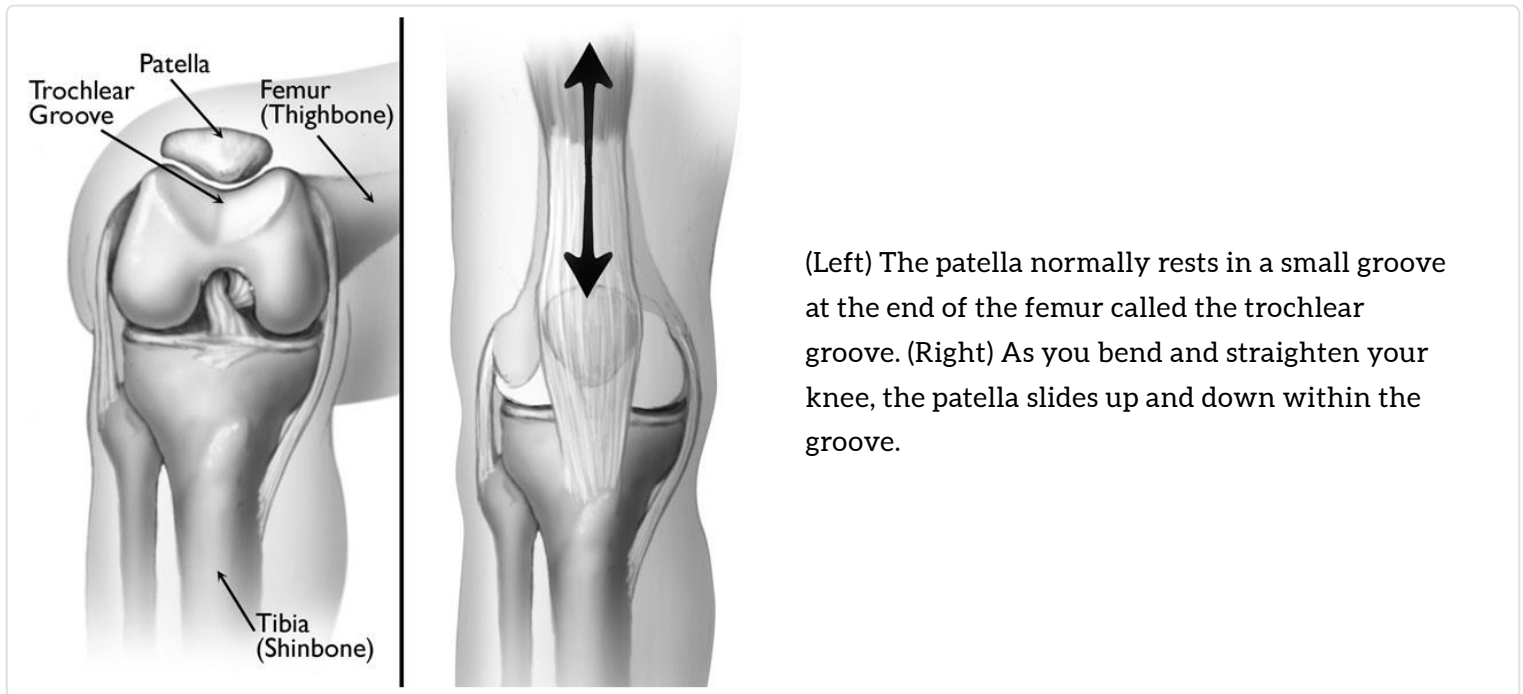 Patella
Trochlear
Groove
Femur
(Thighbone)
Tibia
(Shinbone)
(Left) The patella normally rests in a small groove
at the end of the femur called the trochlear
groove. (Right) As you bend and straighten your
knee, the patella slides up and down within the
groove.